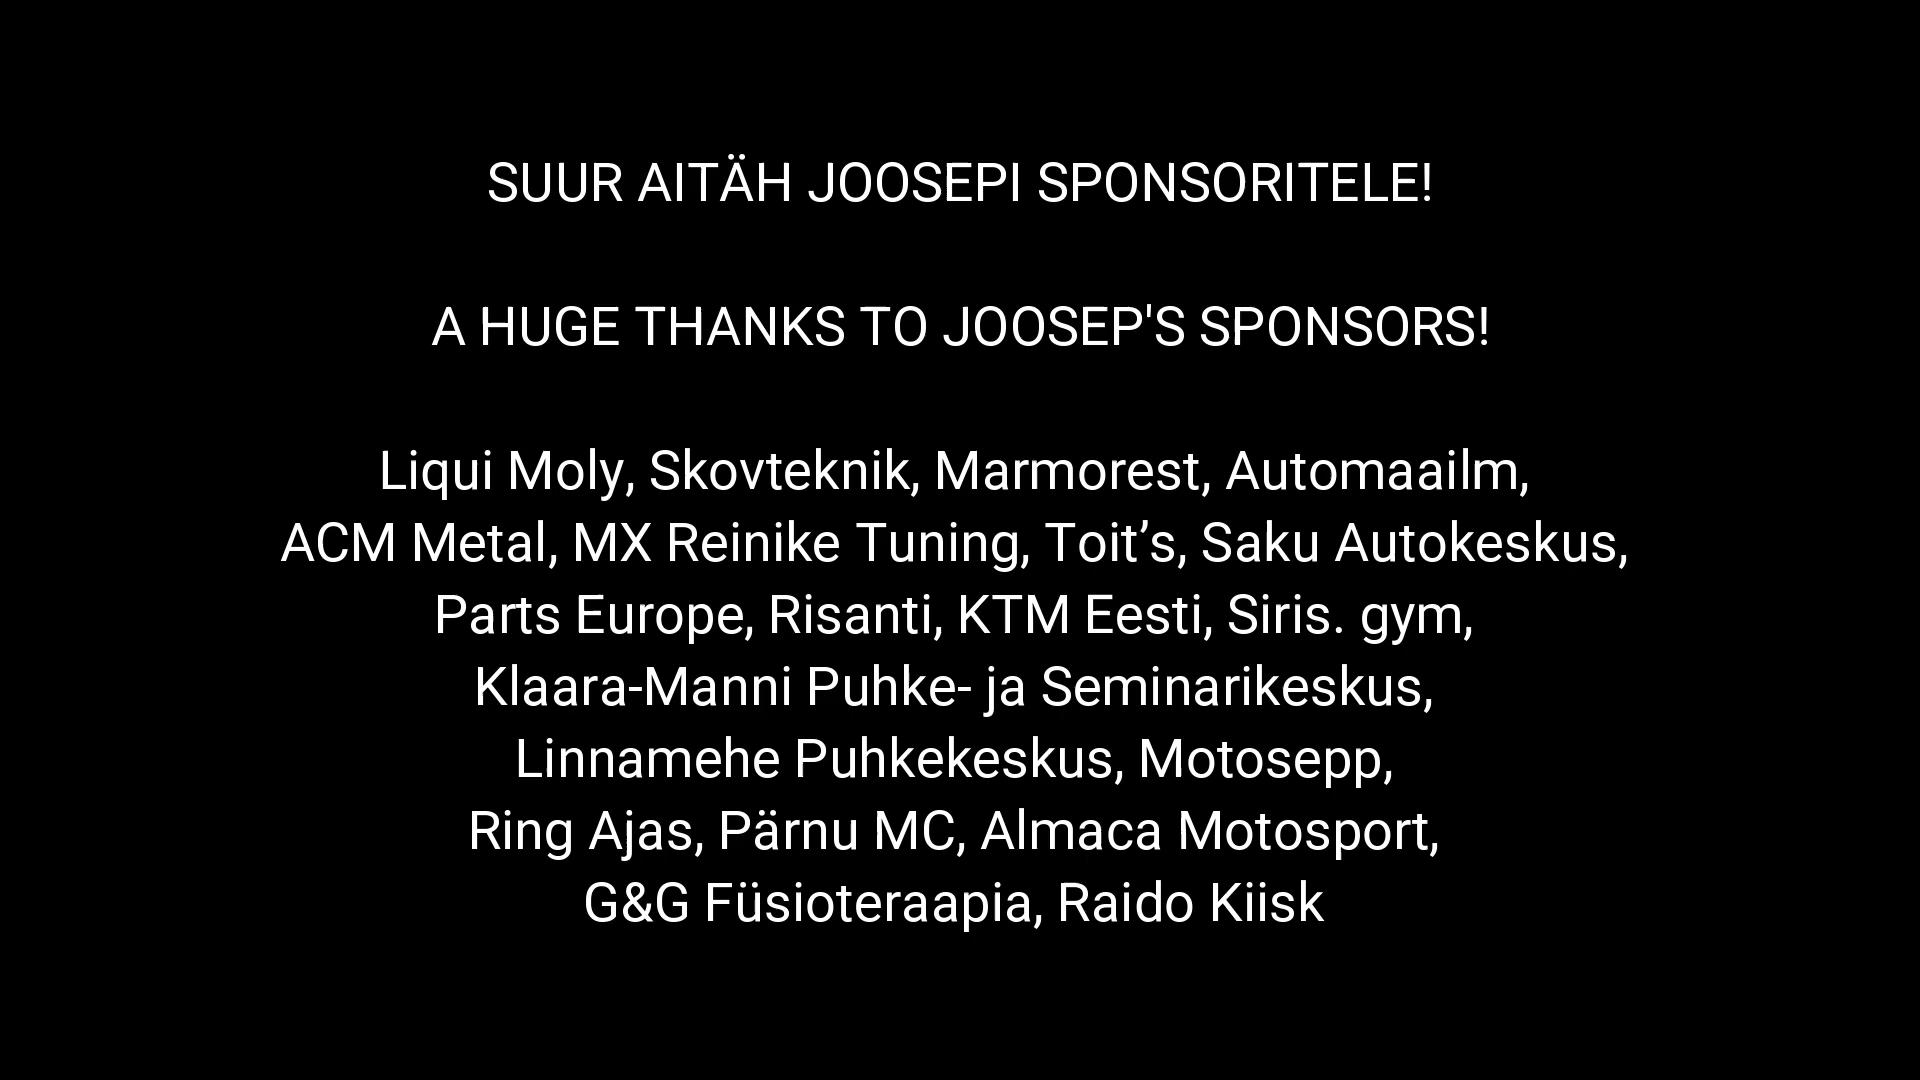 SUUR AITÄH JOOSEPI SPONSORITELE!
A HUGE THANKS TO JOOSEP'S SPONSORS!
Liqui Moly, Skovteknik, Marmorest, Automaailm,
ACM Metal, MX Reinike Tuning, Toit’s, Saku Autokeskus,
Parts Europe, Risanti, KTM Eesti, Siris. gym,
Klaara-Manni Puhke- ja Seminarikeskus,
Linnamehe Puhkekeskus, Motosepp,
Ring Ajas, Pärnu MC, Almaca Motosport,
G&G Füsioteraapia, Raido Kiisk